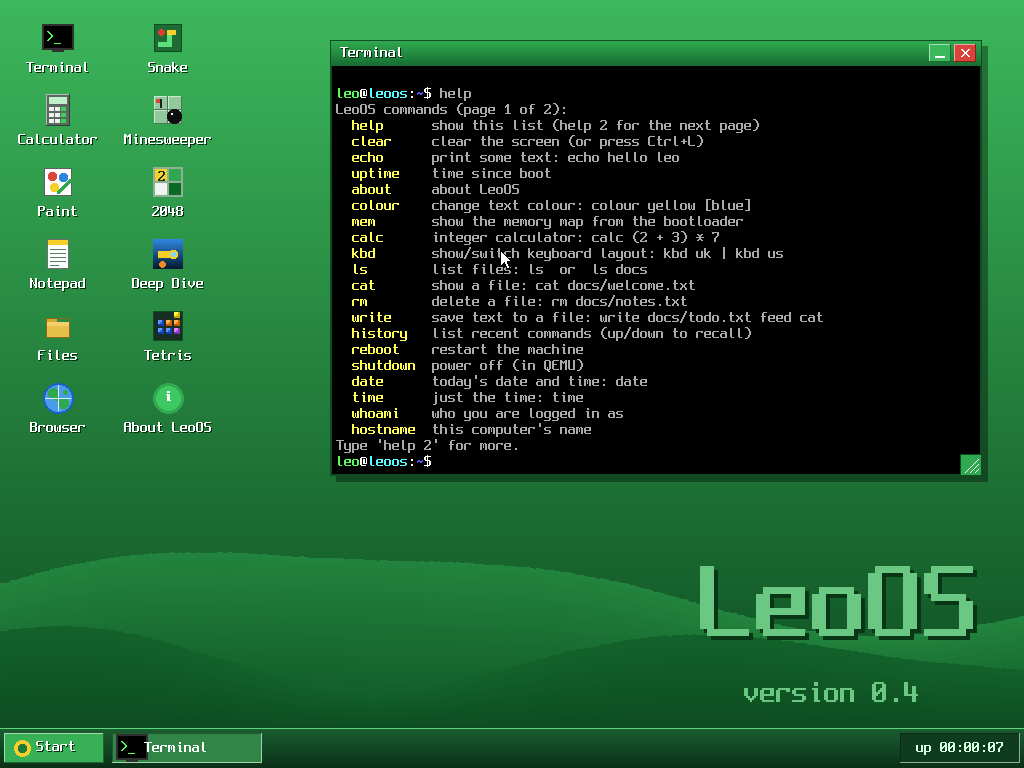 Terminal
Snake
Calculator
Minesweeper
Paint
2048
Notepad
Deep Dive
Files
Tetris
Browser
About LeoOS
Terminal
leo@leoos:~$ help
LeoOS commands (page 1 of 2):
help show this list (help 2 for the next page)
clear clear the screen (or press Ctrl+L)
echo print some text: echo hello leo
uptime time since boot
about about LeoOS
colour change text colour: colour yellow [blue]
mem show the memory map from the bootloader
calc integer calculator: calc (2 + 3) * 7
kbd show/switch keyboard layout: kbd uk | kbd us
ls list files: ls or ls docs
cat show a file: cat docs/welcome.txt
rm delete a file: rm docs/notes.txt
write save text to a file: write docs/todo.txt feed cat
history list recent commands (up/down to recall)
reboot restart the machine
shutdown power off (in QEMU)
date today's date and time: date
time just the time: time
whoami who you are logged in as
hostname this computer's name
Type 'help 2' for more.
leo@leoos:~$
LeoOS
version 0.4
Start
Terminal
up 00:00:07